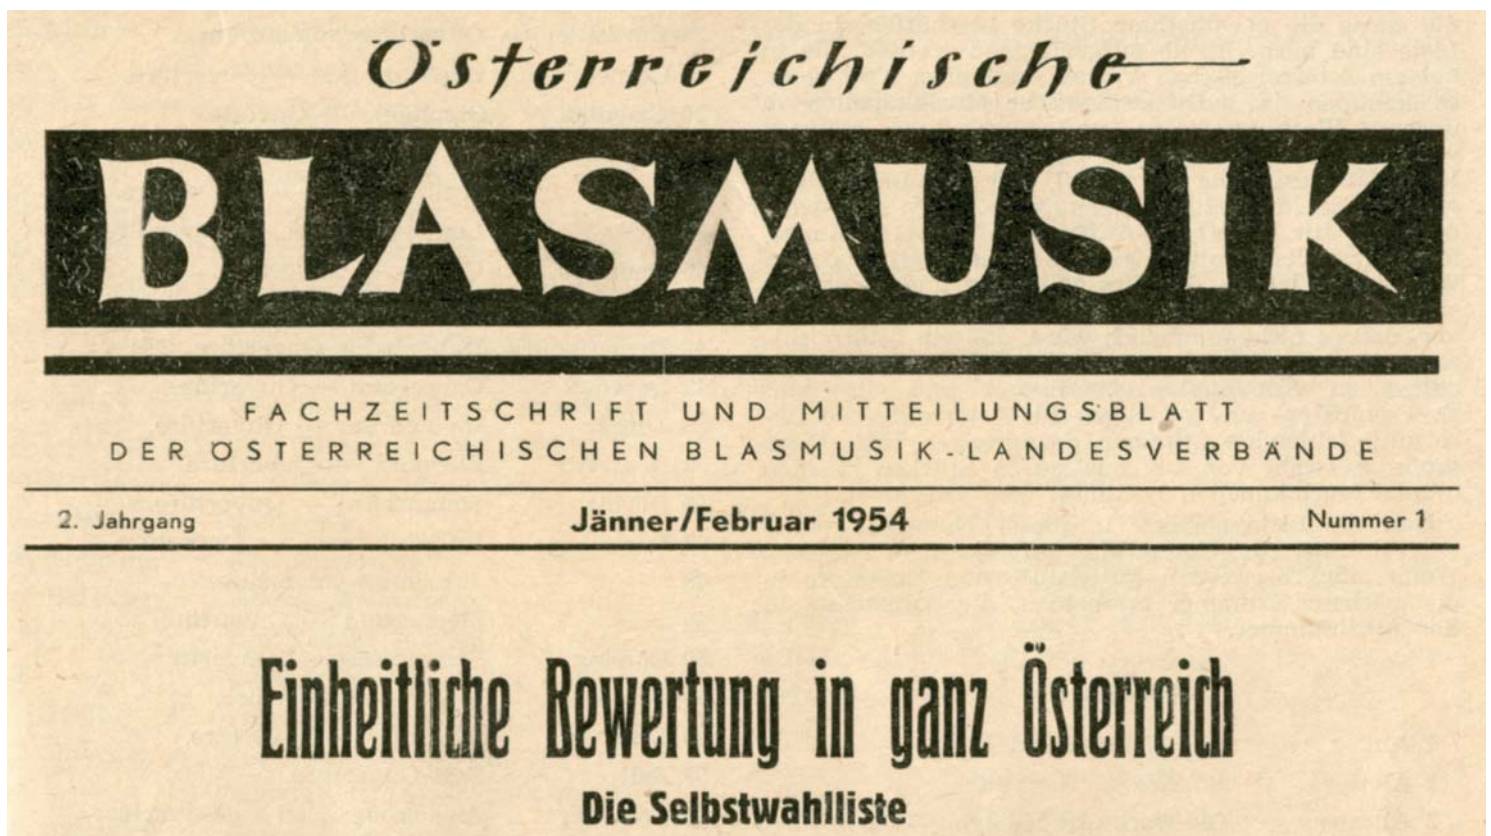 Österreichische
BLASMUSIK
FACHZEITSCHRIFT UND MITTEILUNGSBLATT
DER ÖSTERREICHISCHEN BLASMUSIK-LANDESVERBÄNDE
2. Jahrgang Jänner/Februar 1954 Nummer 1
Einheitliche Bewertung in ganz Österreich
Die Selbstwahlliste